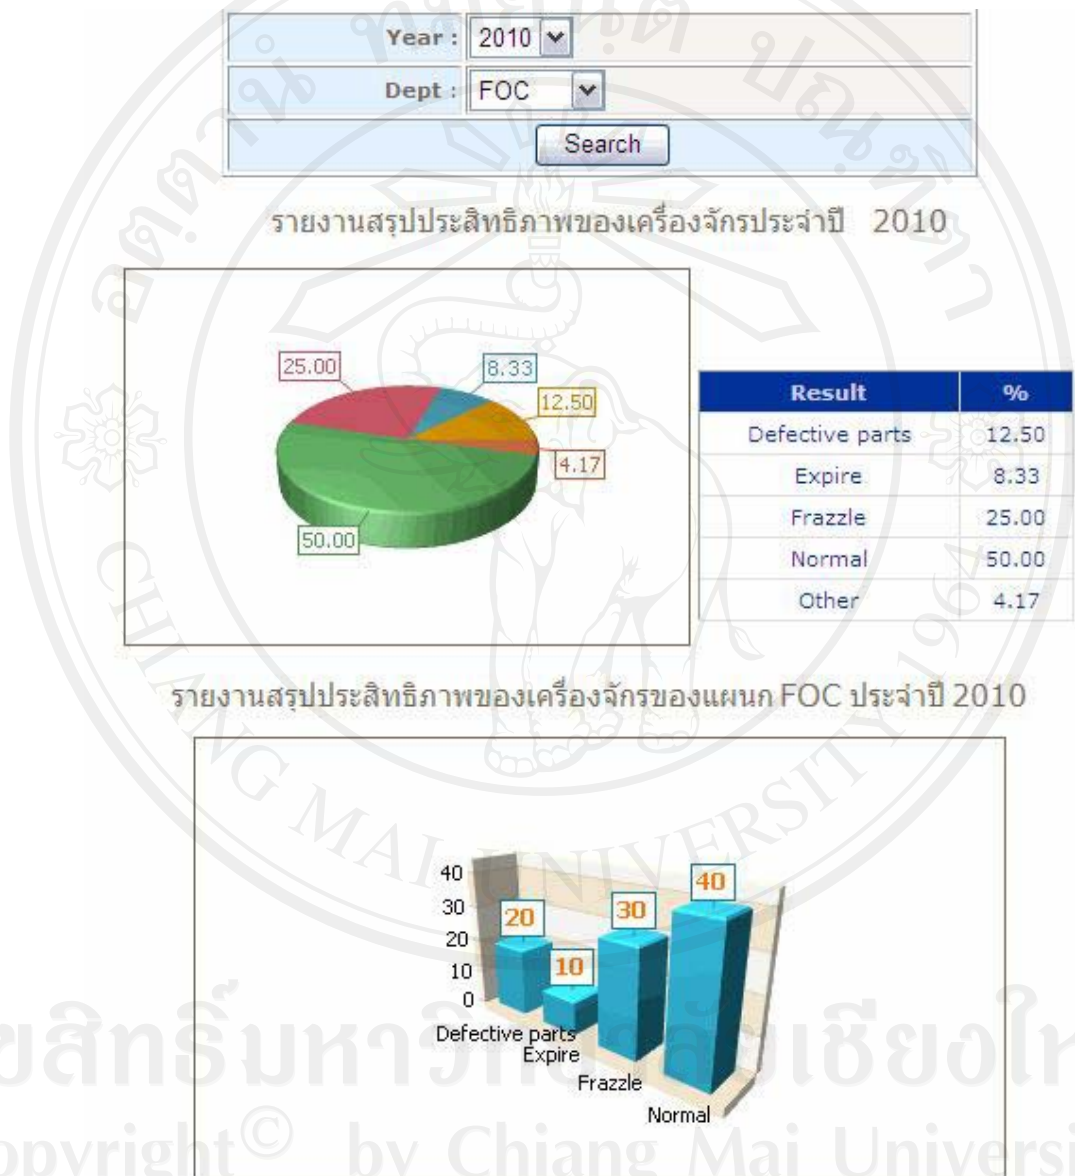 Year : 2010
Dept : FOC
Search
รายงานสรุปประสิทธิภาพของเครื่องจักรประจำปี 2010
25.00
8.33
12.50
4.17
50.00
Result %
Defective parts 12.50
Expire 8.33
Frazzle 25.00
Normal 50.00
Other 4.17
รายงานสรุปประสิทธิภาพของเครื่องจักรของแผนก FOC ประจำปี 2010
40
30
20
10
0
20
10
30
40
Defective parts
Expire
Frazzle
Normal
CHIANG MAI UNIVERSITY 1964
opyright© by Chiang Mai Universi